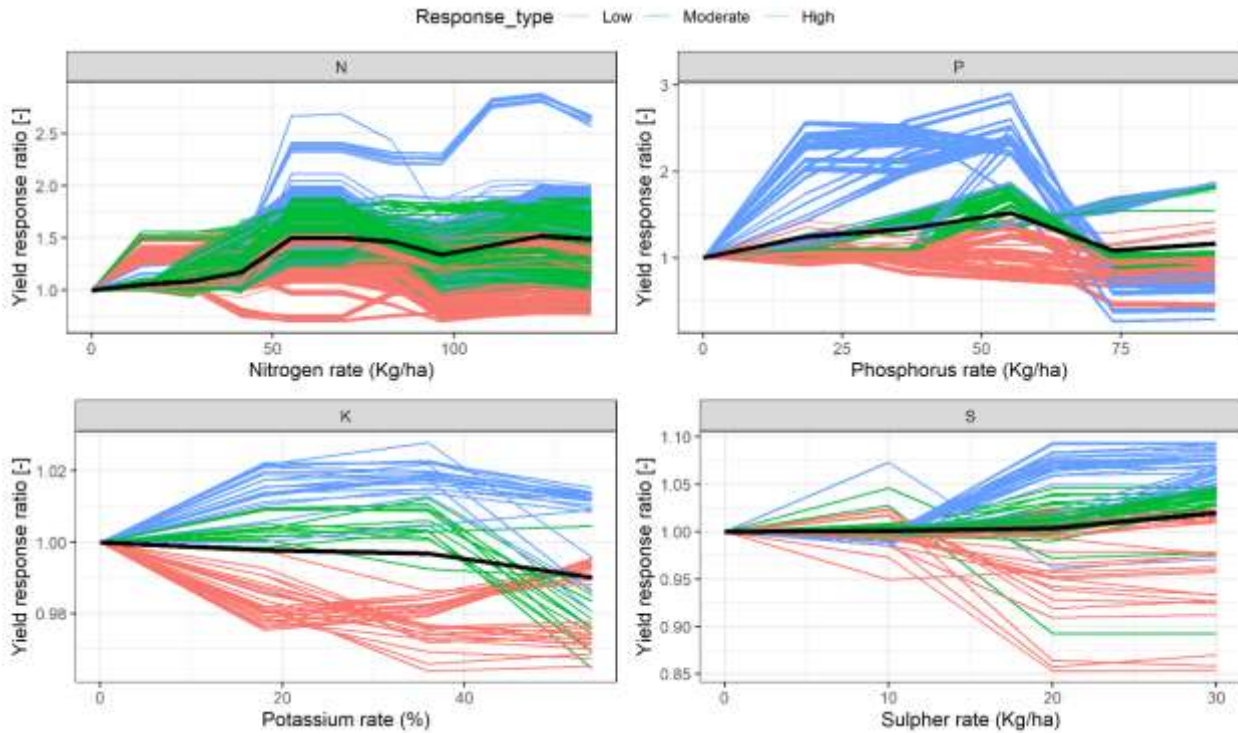 Response_type Low Moderate High
N
Yield response ratio [-]
2.5
2.0
1.5
1.0
0 50 100
Nitrogen rate (Kg/ha)
P
Yield response ratio [-]
3
2
1
0 25 50 75
Phosphorus rate (Kg/ha)
K
Yield response ratio [-]
1.02
1.00
0.98
0 20 40
Potassium rate (%)
S
Yield response ratio [-]
1.10
1.05
1.00
0.95
0.90
0.85
0 10 20 30
Sulpher rate (Kg/ha)